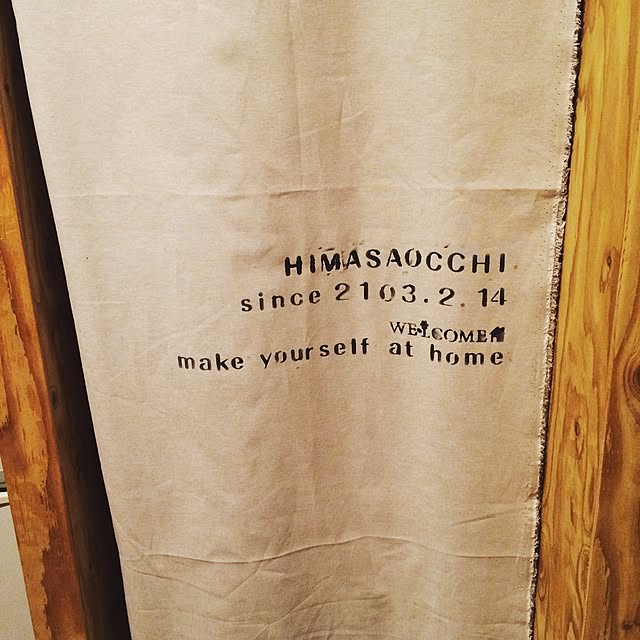 HIMASAOCCHI
since 2103.2.14
WELCOME
make yourself at home